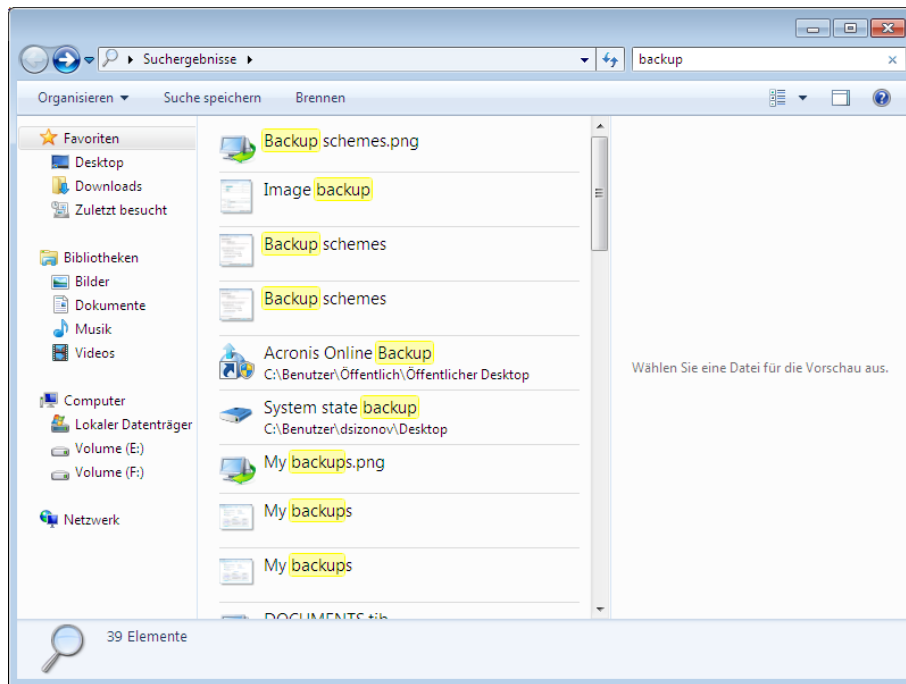 Suchergebnisse
backup
Organisieren
Suche speichern
Brennen
Favoriten
Desktop
Downloads
Zuletzt besucht
Bibliotheken
Bilder
Dokumente
Musik
Videos
Computer
Lokaler Datenträger
Volume (E:)
Volume (F:)
Netzwerk
Backup schemes.png
Image backup
Backup schemes
Backup schemes
Acronis Online Backup
C:\Benutzer\Öffentlich\Öffentlicher Desktop
System state backup
C:\Benutzer\dsizonov\Desktop
My backups.png
My backups
My backups
DOCUMENTS.tib
Wählen Sie eine Datei für die Vorschau aus.
39 Elemente